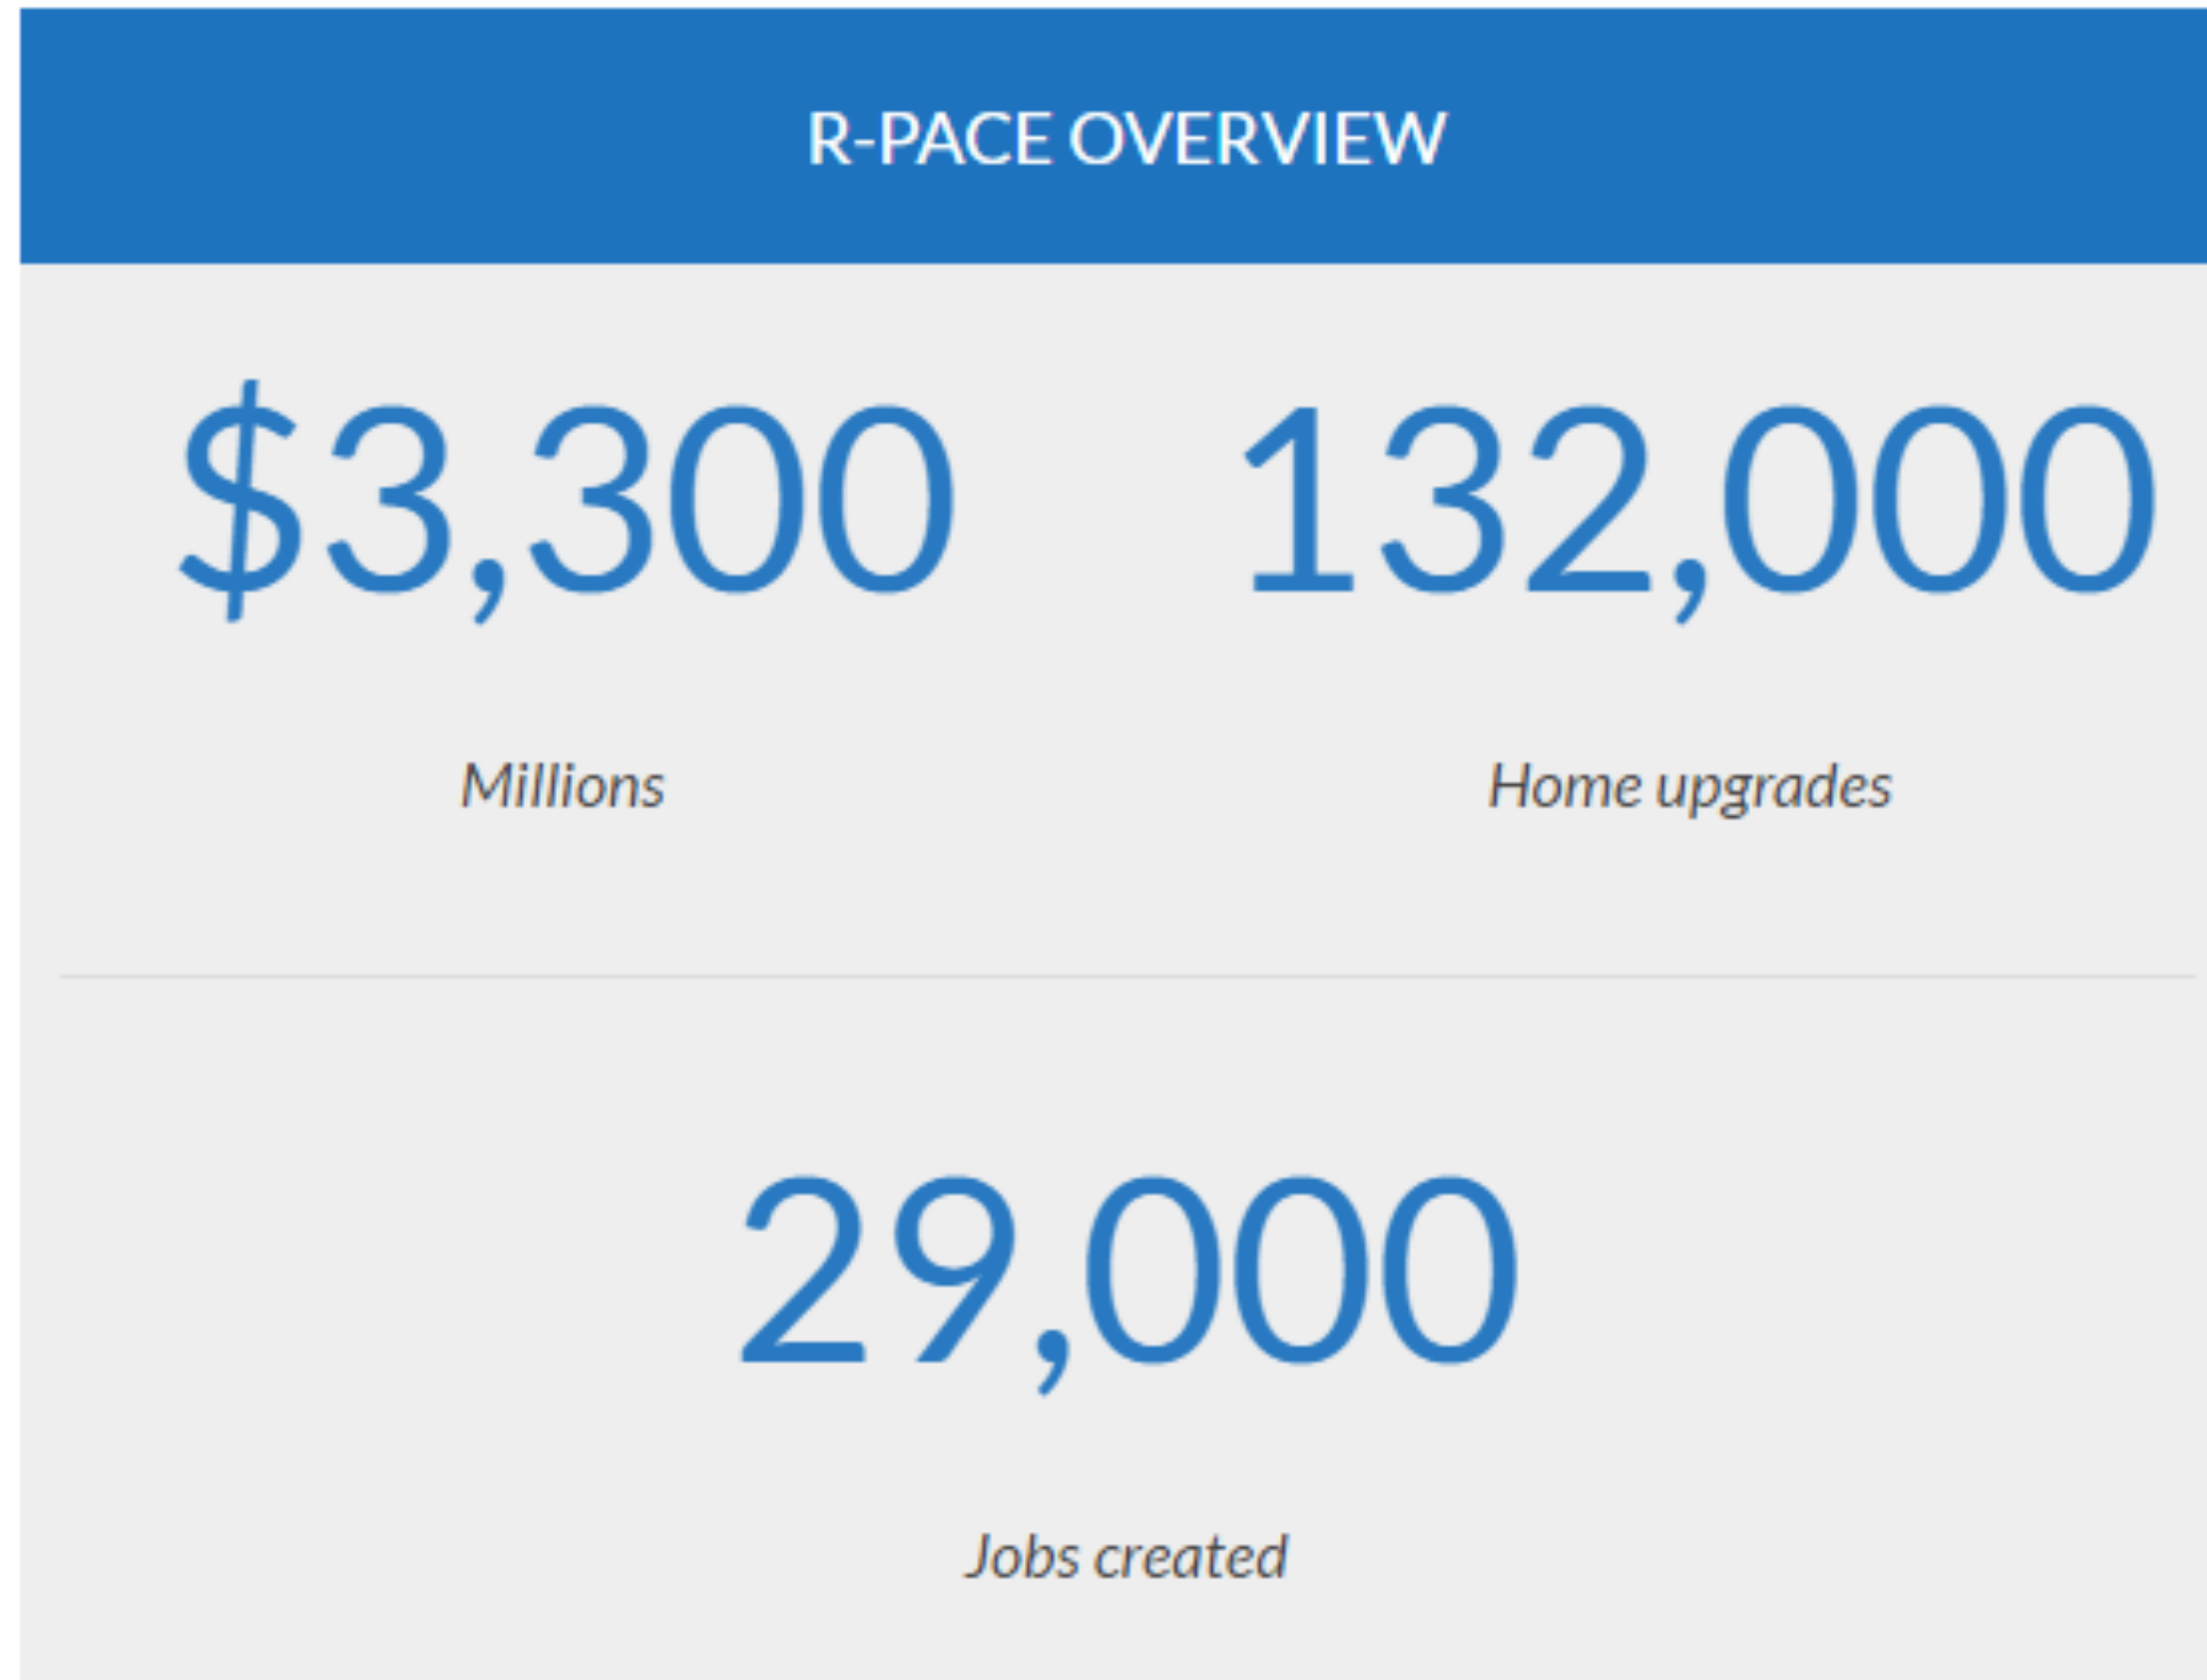 R-PACE OVERVIEW
$3,300 132,000
Millions Home upgrades
29,000
Jobs created